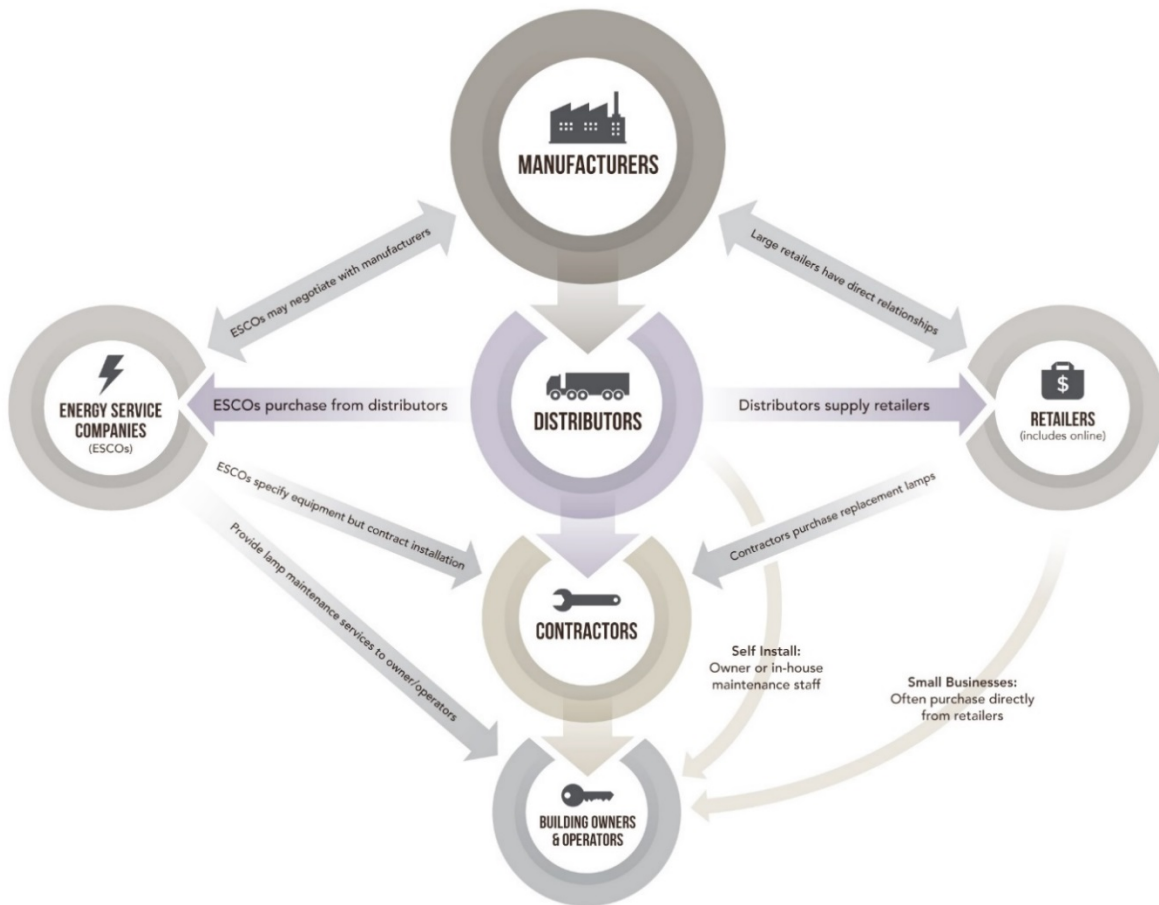 MANUFACTURERS
ESCOs may negotiate with manufacturers
Large retailers have direct relationships
ENERGY SERVICE
COMPANIES
(ESCOs)
ESCOs purchase from distributors
DISTRIBUTORS
Distributors supply retailers
RETAILERS
(includes online)
$
ESCOs specify equipment but contract installation
Contractors purchase replacement lamps
Provide lamp maintenance services to owner/operators
CONTRACTORS
Self Install:
Owner or in-house
maintenance staff
Small Businesses:
Often purchase directly
from retailers
BUILDING OWNERS
& OPERATORS